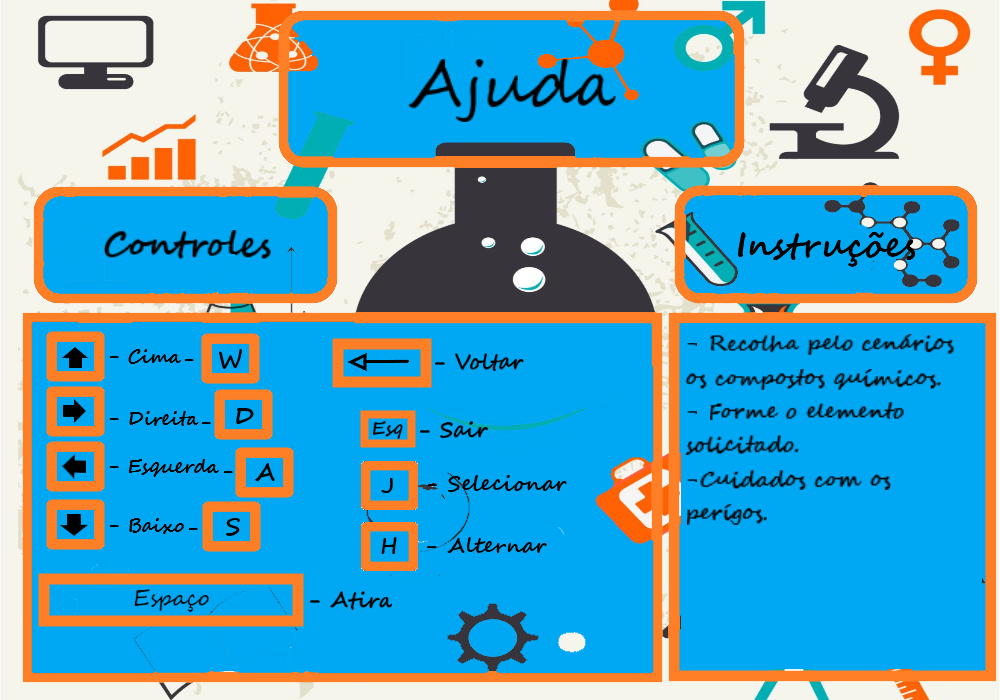 Ajuda
Controles
- Cima - W
- Direita - D
- Esquerda - A
- Baixo - S
Espaço - Atira
- Voltar
Esq - Sair
J - Selecionar
H - Alternar
Instruções
- Recolha pelo cenários
os compostos químicos.
- Forme o elemento
solicitado.
-Cuidados com os
perígos.